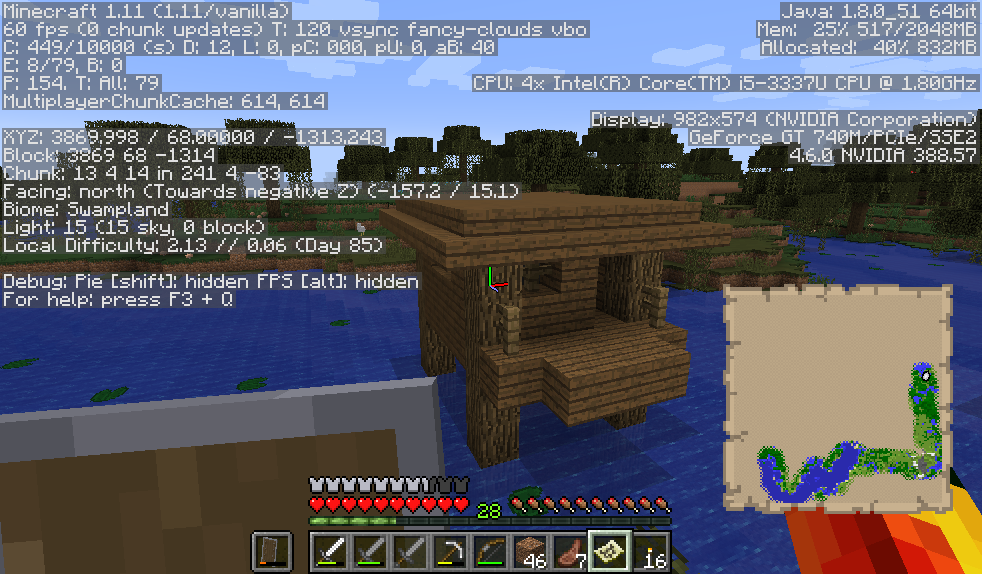 Minecraft 1.11 (1.11/vanilla)
60 fps (0 chunk updates) T: 120 vsync fancy-clouds vbo
C: 449/10000 (s) D: 12, L: 0, pC: 000, pU: 0, aB: 40
E: 8/79, B: 0
P: 154. T: All: 79
MultiplayerChunkCache: 614, 614
XYZ: 3869.998 / 68.00000 / -1313.243
Block: 3869 68 -1314
Chunk: 13 4 14 in 241 4 -83
Facing: north (Towards negative Z) (-157.2 / 15.1)
Biome: Swampland
Light: 15 (15 sky, 0 block)
Local Difficulty: 2.13 // 0.06 (Day 85)
Debug: Pie [shift]: hidden FPS [alt]: hidden
For help: press F3 + Q
Java: 1.8.0_51 64bit
Mem: 25% 517/2048MB
Allocated: 40% 832MB
CPU: 4x Intel(R) Core(TM) i5-3337U CPU @ 1.80GHz
Display: 982x574 (NVIDIA Corporation)
GeForce GT 740M/PCIe/SSE2
4.6.0 NVIDIA 388.57
28
46
7
16